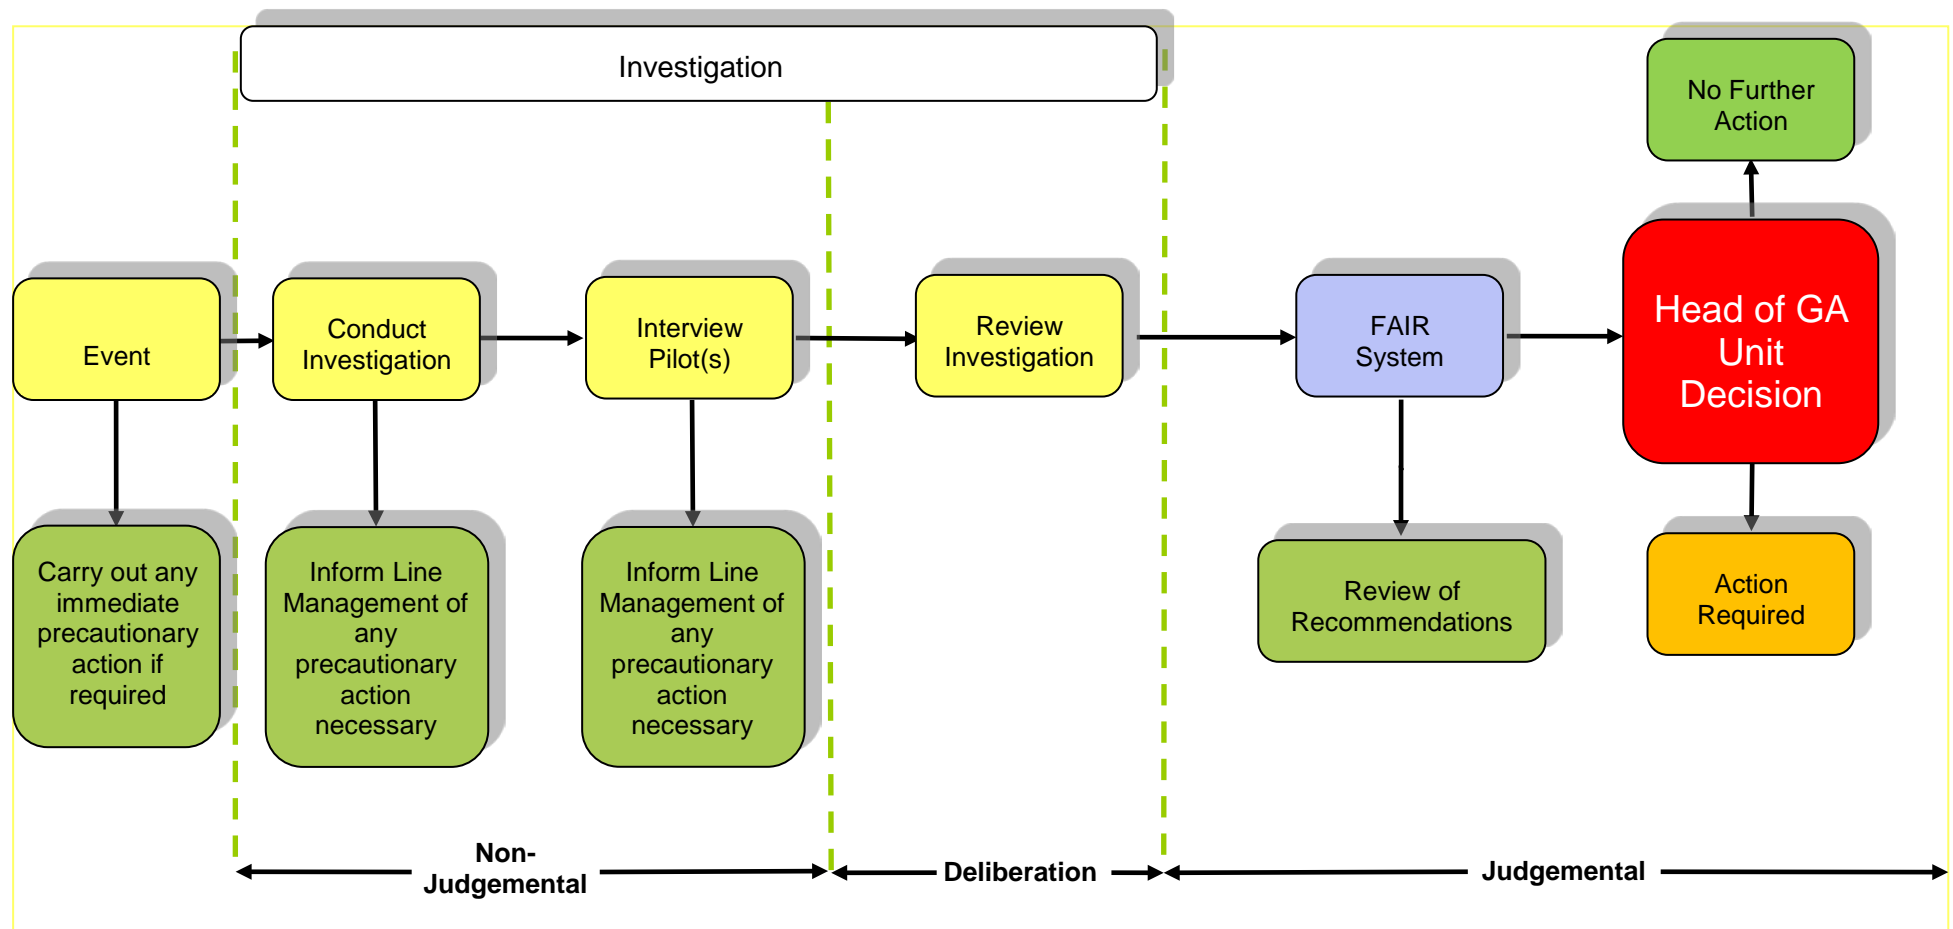 Investigation
No Further
Action
Event
Conduct
Investigation
Interview
Pilot(s)
Review
Investigation
FAIR
System
Head of GA
Unit
Decision
Carry out any
immediate
precautionary
action if
required
Inform Line
Management of
any
precautionary
action
necessary
Inform Line
Management of
any
precautionary
action
necessary
Review of
Recommendations
Action
Required
Non-
Judgemental
Deliberation
Judgemental